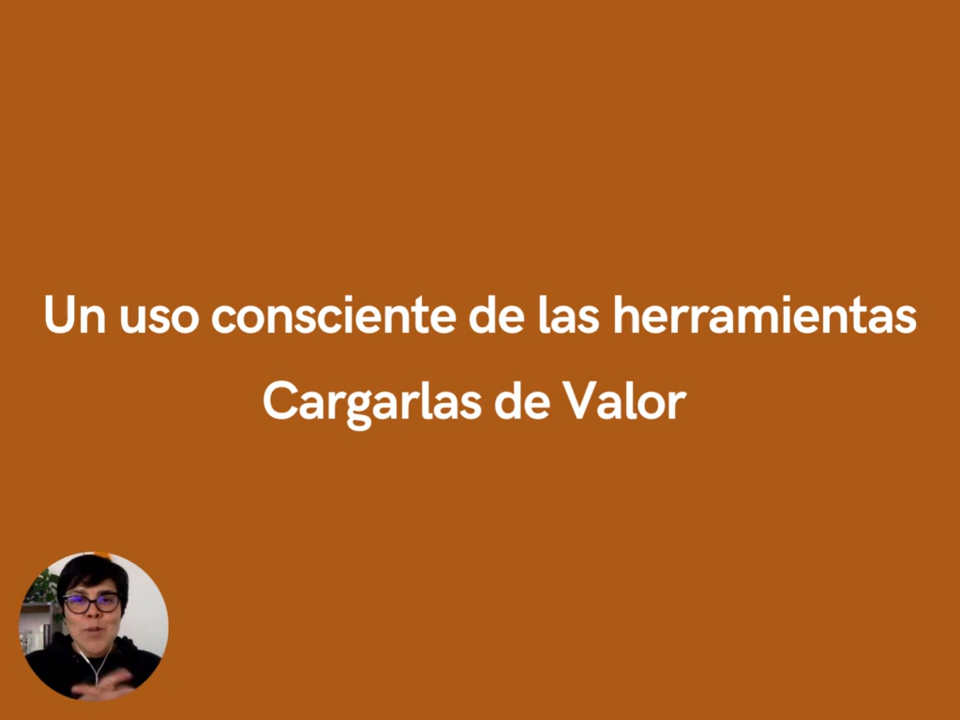 Un uso consciente de las herramientas
Cargarlas de Valor